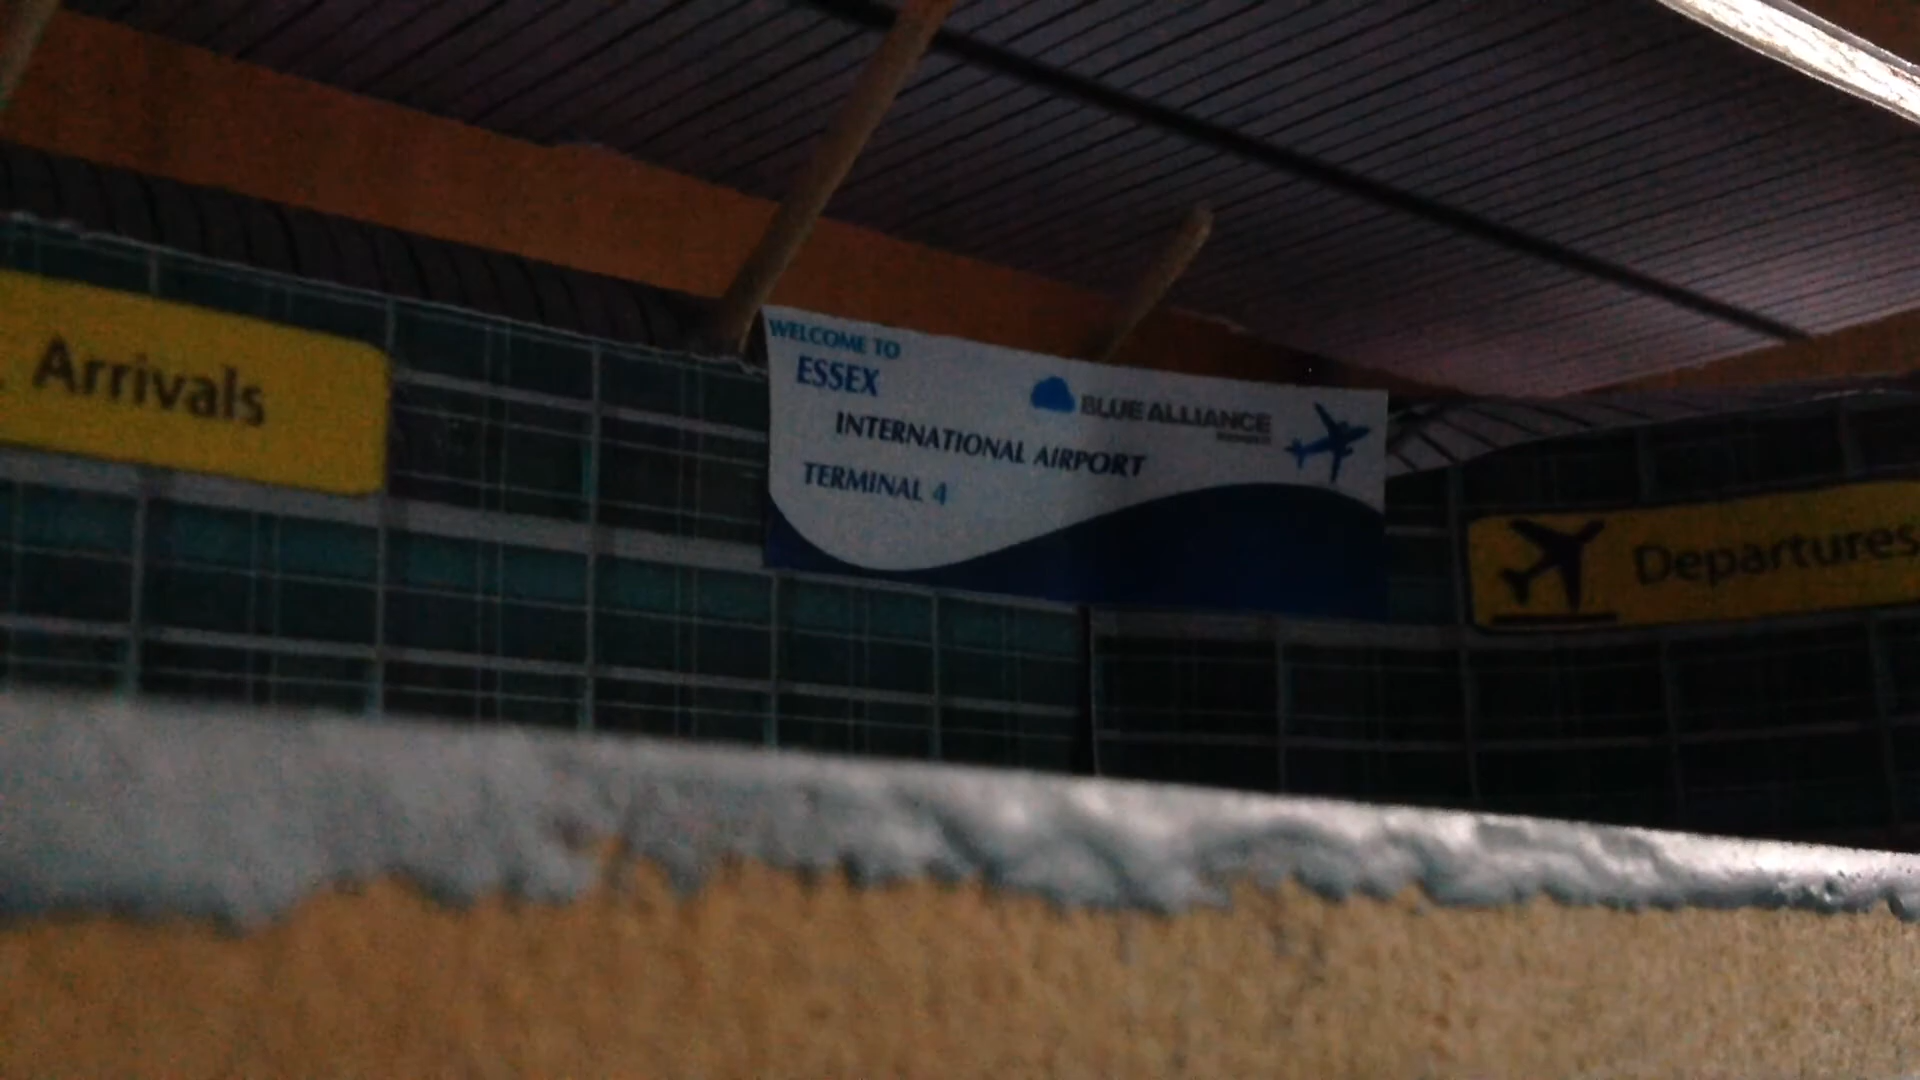 Arrivals
WELCOME TO
ESSEX
INTERNATIONAL AIRPORT
TERMINAL 4
BLUE ALLIANCE
Departures